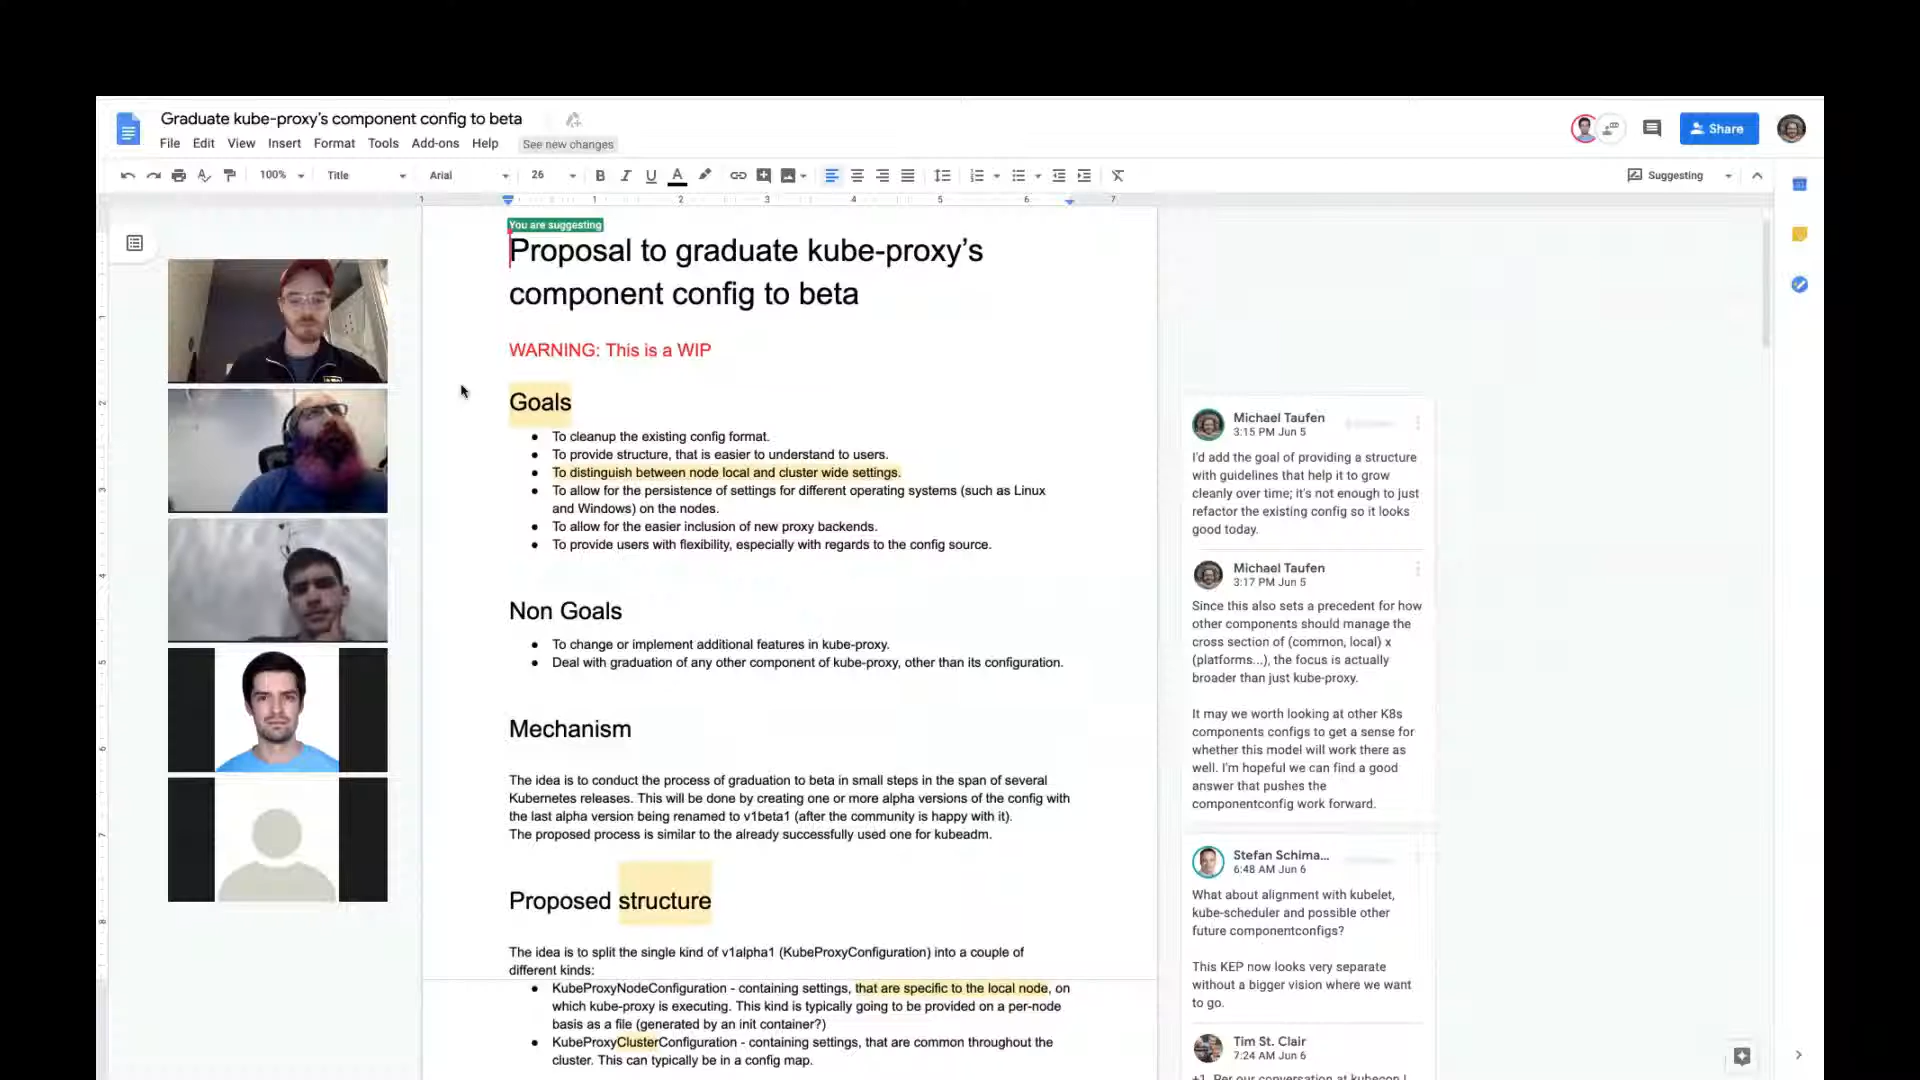 Graduate kube-proxy’s component config to beta
File Edit View Insert Format Tools Add-ons Help See new changes
Share
100% Title Arial 26 Suggesting
1 1 2 3 4 5 6 7
You are suggesting
Proposal to graduate kube-proxy’s
component config to beta
WARNING: This is a WIP
Goals
To cleanup the existing config format.
To provide structure, that is easier to understand to users.
To distinguish between node local and cluster wide settings.
To allow for the persistence of settings for different operating systems (such as Linux
and Windows) on the nodes.
To allow for the easier inclusion of new proxy backends.
To provide users with flexibility, especially with regards to the config source.
Non Goals
To change or implement additional features in kube-proxy.
Deal with graduation of any other component of kube-proxy, other than its configuration.
Mechanism
The idea is to conduct the process of graduation to beta in small steps in the span of several
Kubernetes releases. This will be done by creating one or more alpha versions of the config with
the last alpha version being renamed to v1beta1 (after the community is happy with it).
The proposed process is similar to the already successfully used one for kubeadm.
Proposed structure
The idea is to split the single kind of v1alpha1 (KubeProxyConfiguration) into a couple of
different kinds:
KubeProxyNodeConfiguration - containing settings, that are specific to the local node, on
which kube-proxy is executing. This kind is typically going to be provided on a per-node
basis as a file (generated by an init container?)
KubeProxyClusterConfiguration - containing settings, that are common throughout the
cluster. This can typically be in a config map.
Michael Taufen
3:15 PM Jun 5
I'd add the goal of providing a structure
with guidelines that help it to grow
cleanly over time; it's not enough to just
refactor the existing config so it looks
good today.
Michael Taufen
3:17 PM Jun 5
Since this also sets a precedent for how
other components should manage the
cross section of (common, local) x
(platforms...), the focus is actually
broader than just kube-proxy.
It may we worth looking at other K8s
components configs to get a sense for
whether this model will work there as
well. I'm hopeful we can find a good
answer that pushes the
componentconfig work forward.
Stefan Schima...
6:48 AM Jun 6
What about alignment with kubelet,
kube-scheduler and possible other
future componentconfigs?
This KEP now looks very separate
without a bigger vision where we want
to go.
Tim St. Clair
7:24 AM Jun 6
+1. Per our conversation at kubecon I